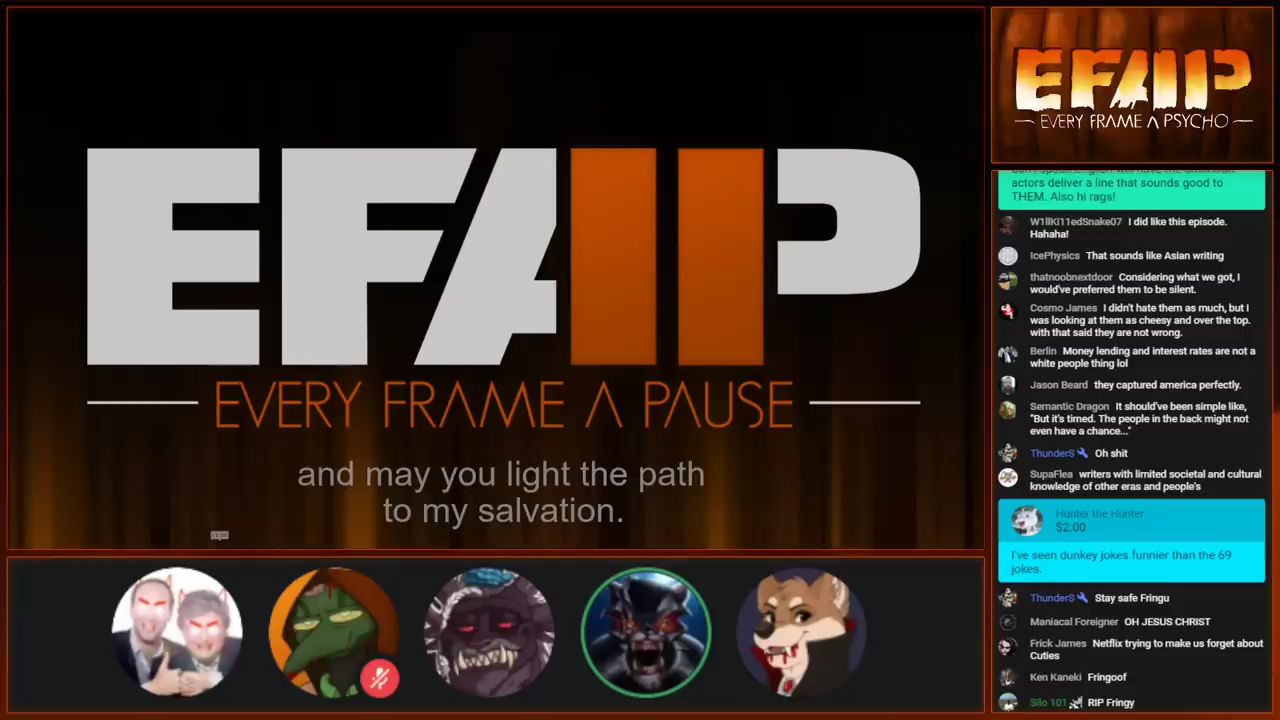 EFAP
EVERY FRAME A PAUSE
and may you light the path
to my salvation.
EFAP
EVERY FRAME A PSYCHO
actors deliver a line that sounds good to
THEM. Also hi rags!
W1llKi11edSnake07 I did like this episode.
Hahaha!
IcePhysics That sounds like Asian writing
thatnoobnextdoor Considering what we got, I
would've preferred them to be silent.
Cosmo James I didn't hate them as much, but I
was looking at them as cheesy and over the top.
with that said they are not wrong.
Berlin Money lending and interest rates are not a
white people thing lol
Jason Beard they captured america perfectly.
Semantic Dragon It should've been simple like,
"But it's timed. The people in the back might not
even have a chance..."
ThunderS Oh shit
SupaFlea writers with limited societal and cultural
knowledge of other eras and people's
Hunter the Hunter
$2.00
I've seen dunkey jokes funnier than the 69
jokes.
ThunderS Stay safe Fringu
Maniacal Foreigner OH JESUS CHRIST
Frick James Netflix trying to make us forget about
Cuties
Ken Kaneki Fringoof
Silo 101 RIP Fringy